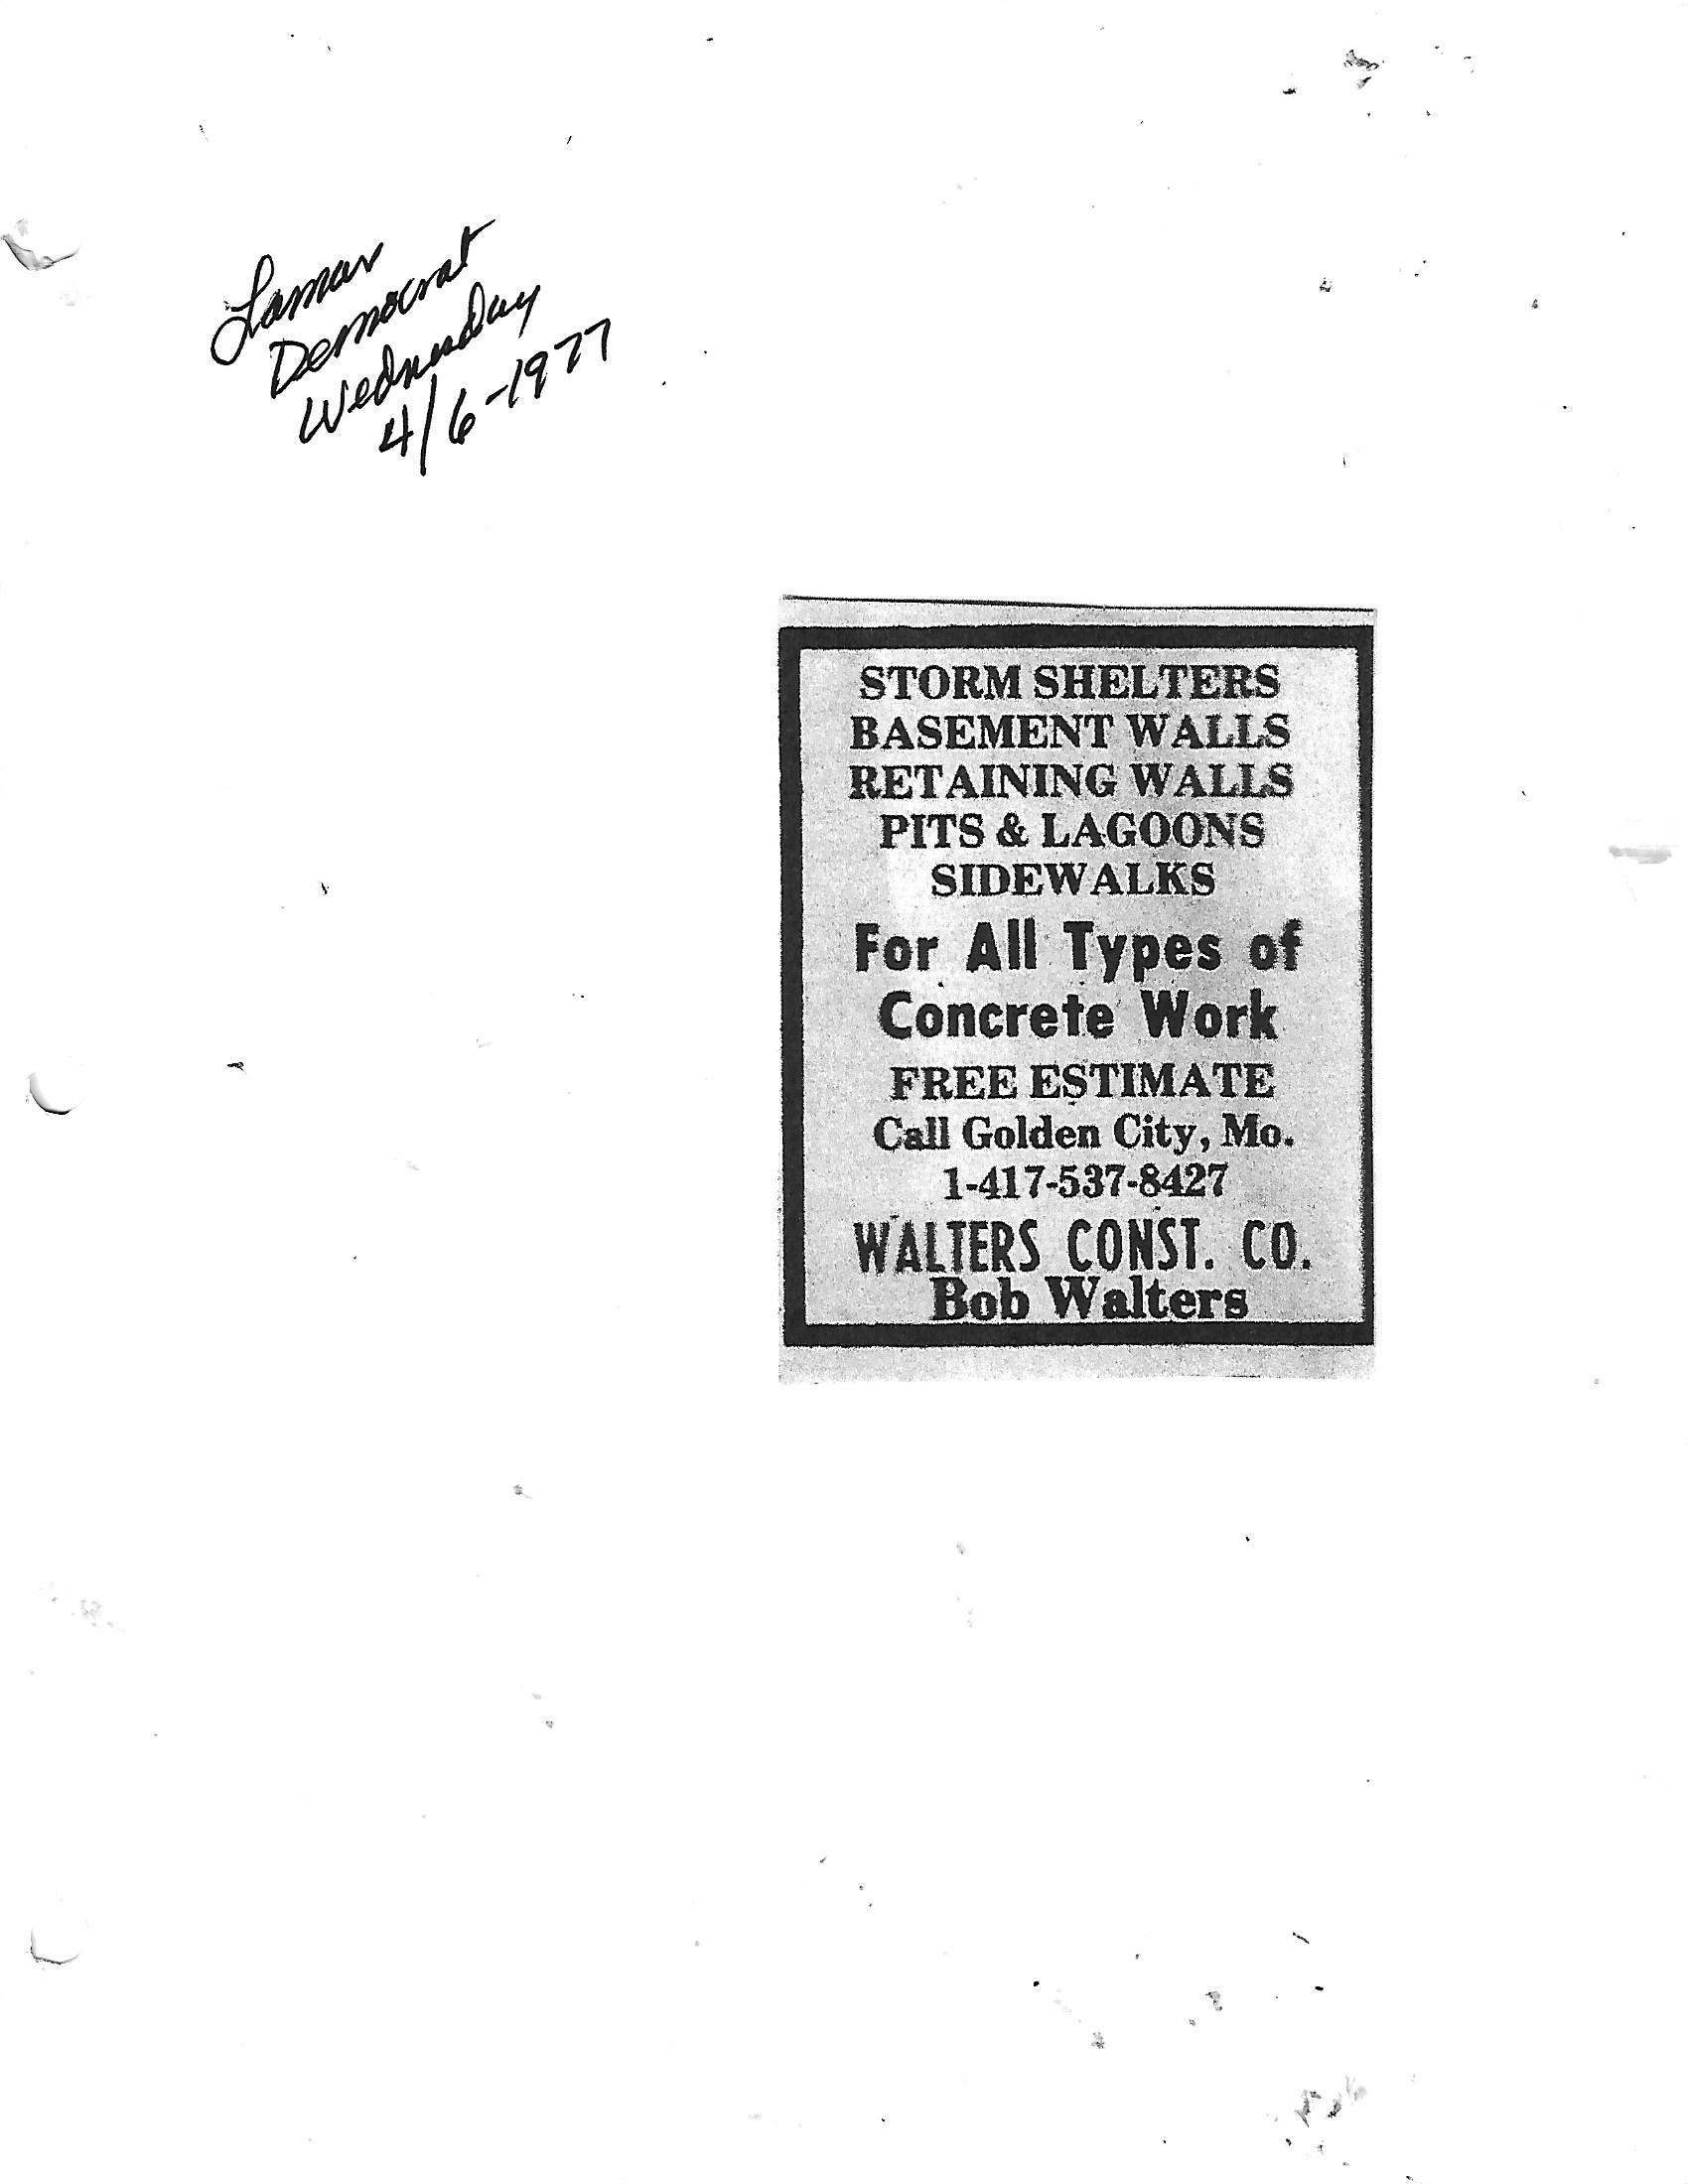 Lamar
Democrat
Wednesday
4/6-1977
STORM SHELTERS
BASEMENT WALLS
RETAINING WALLS
PITS & LAGOONS
SIDEWALKS
For All Types of
Concrete Work
FREE ESTIMATE
Call Golden City, Mo.
1-417-537-8427
WALTERS CONST. CO.
Bob Walters